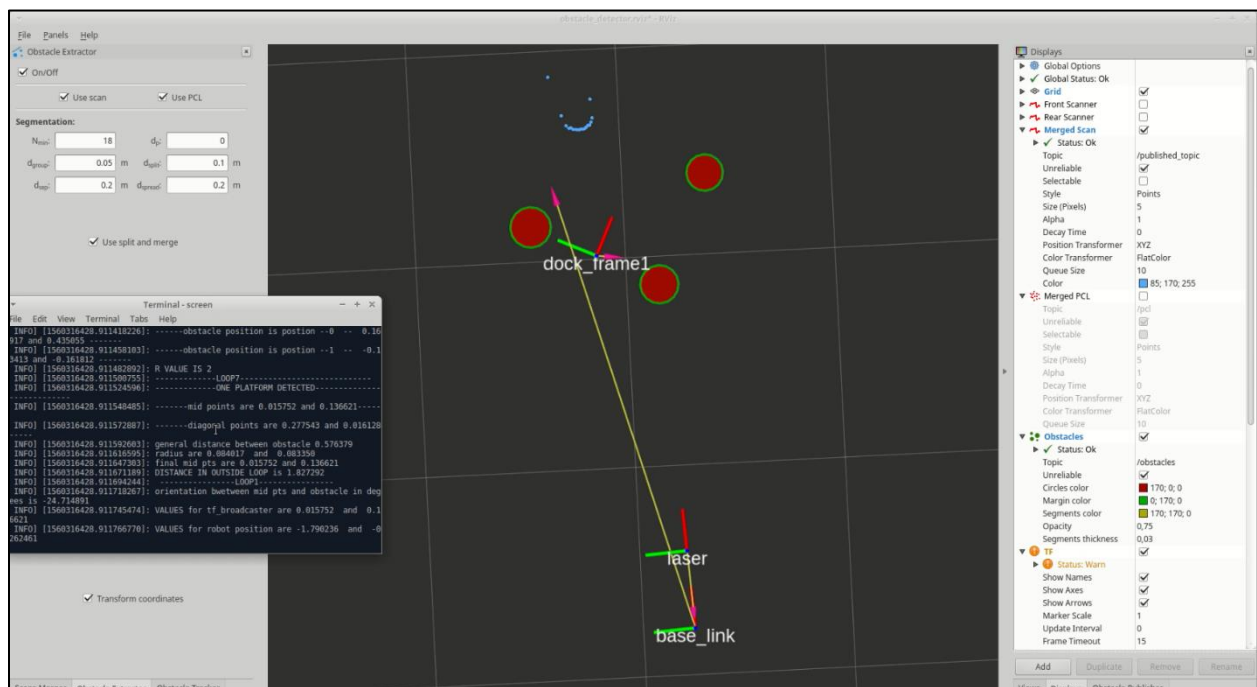 obstacle_detector.rviz* - RViz
File Panels Help
Obstacle Extractor
On/Off
Use scan Use PCL
Segmentation:
Nmin: 18 dp: 0
dgroup: 0.05 m dsplit: 0.1 m
dsep: 0.2 m dspread: 0.2 m
Use split and merge
Terminal - screen
File Edit View Terminal Tabs Help
INFO] [1560316428.911418226]: ------obstacle position is postion --0 -- 0.16
917 and 0.435055 -------
INFO] [1560316428.911458103]: ------obstacle position is postion --1 -- -0.1
3413 and -0.161812 -------
INFO] [1560316428.911482892]: R VALUE IS 2
INFO] [1560316428.911500755]: -------------LOOP7---------------------------
INFO] [1560316428.911524596]: -------------ONE PLATFORM DETECTED-------------
--------------
INFO] [1560316428.911548485]: -------mid points are 0.015752 and 0.136621-----
INFO] [1560316428.911572887]: -------diagonal points are 0.277543 and 0.016128
-----
INFO] [1560316428.911592603]: general distance between obstacle 0.576379
INFO] [1560316428.911616595]: radius are 0.084017 and 0.083350
INFO] [1560316428.911647303]: final mid pts are 0.015752 and 0.136621
INFO] [1560316428.911671189]: DISTANCE IN OUTSIDE LOOP is 1.827292
INFO] [1560316428.911694244]: ----------------LOOP1---------------
INFO] [1560316428.911718267]: orientation bwetween mid pts and obstacle in deg
ees is -24.714891
INFO] [1560316428.911745474]: VALUES for tf_broadcaster are 0.015752 and 0.1
6621
INFO] [1560316428.911766770]: VALUES for robot position are -1.790236 and -0
262461
Transform coordinates
dock_frame1
laser
base_link
Displays
Global Options
Global Status: Ok
Grid
Front Scanner
Rear Scanner
Merged Scan
Status: Ok
Topic /published_topic
Unreliable
Selectable
Style Points
Size (Pixels) 5
Alpha 1
Decay Time 0
Position Transformer XYZ
Color Transformer FlatColor
Queue Size 10
Color 85; 170; 255
Merged PCL
Topic /pcl
Unreliable
Selectable
Style Points
Size (Pixels) 5
Alpha 1
Decay Time 0
Position Transformer XYZ
Color Transformer FlatColor
Queue Size 10
Obstacles
Status: Ok
Topic /obstacles
Unreliable
Circles color 170; 0; 0
Margin color 0; 170; 0
Segments color 170; 170; 0
Opacity 0,75
Segments thickness 0,03
TF
Status: Warn
Show Names
Show Axes
Show Arrows
Marker Scale 1
Update Interval 0
Frame Timeout 15
Add Duplicate Remove Rename